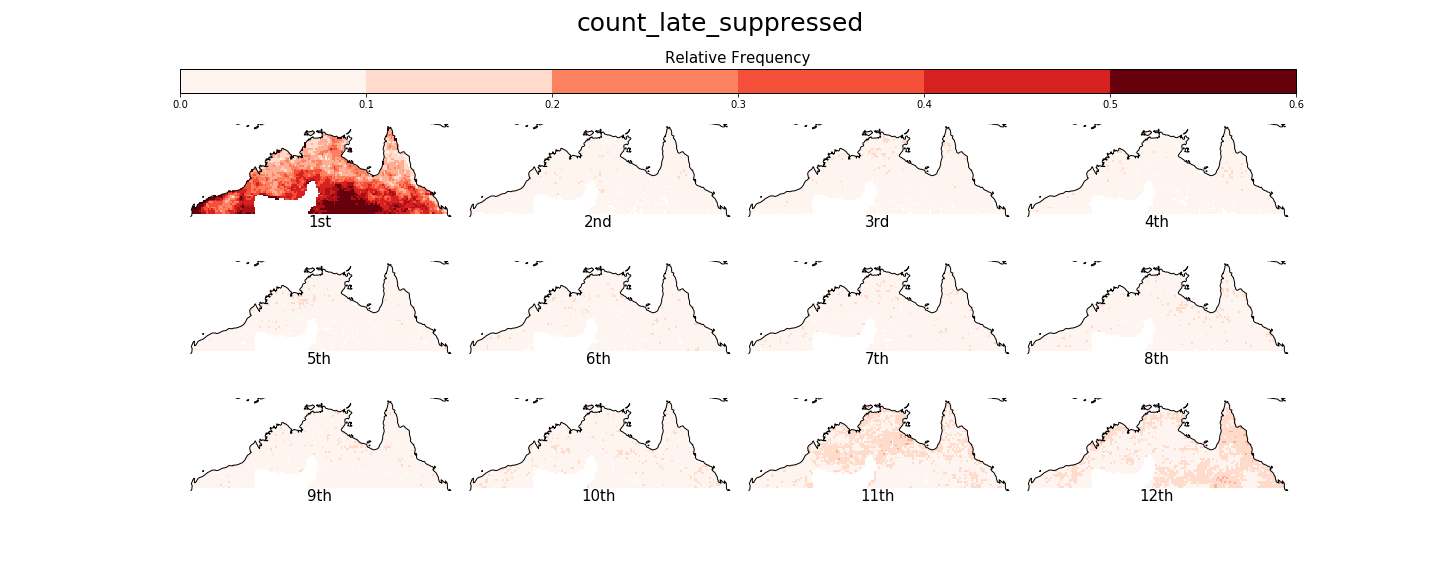 count_late_suppressed
Relative Frequency
0.0 0.1 0.2 0.3 0.4 0.5 0.6
1st 2nd 3rd 4th
5th 6th 7th 8th
9th 10th 11th 12th